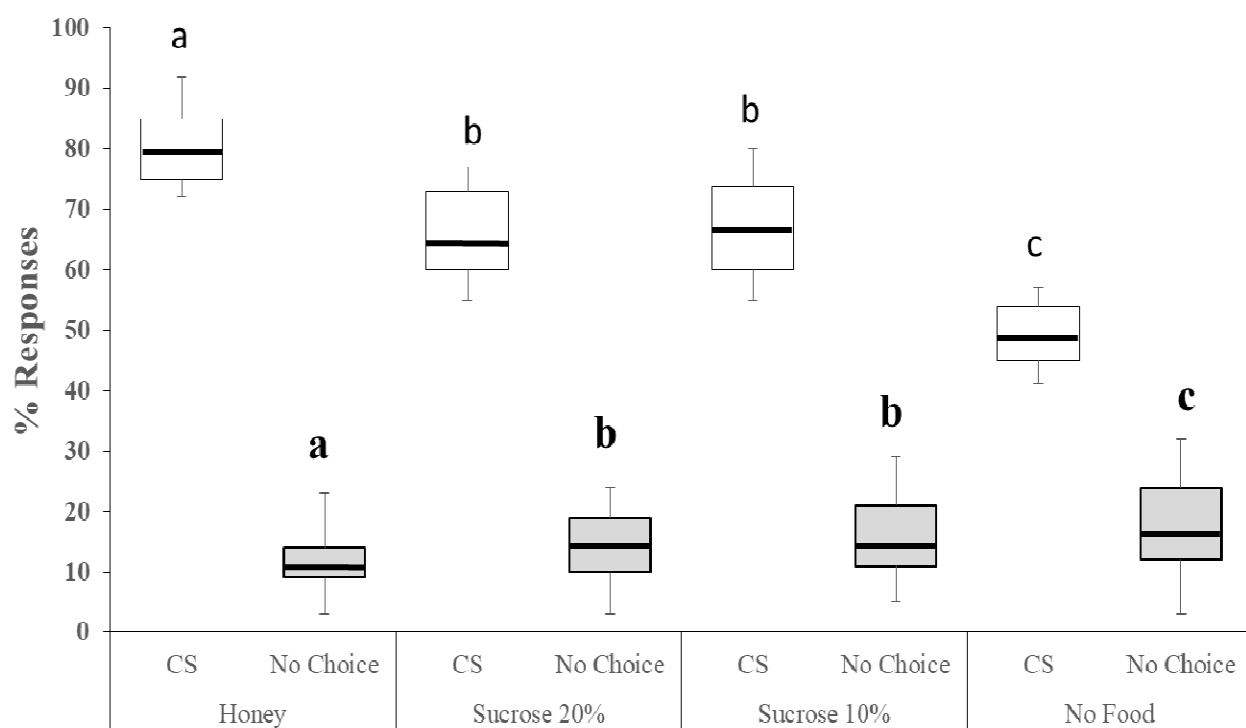 % Responses
100
90
80
70
60
50
40
30
20
10
0
a
b
b
c
a
b
b
c
CS No Choice CS No Choice CS No Choice CS No Choice
Honey Sucrose 20% Sucrose 10% No Food